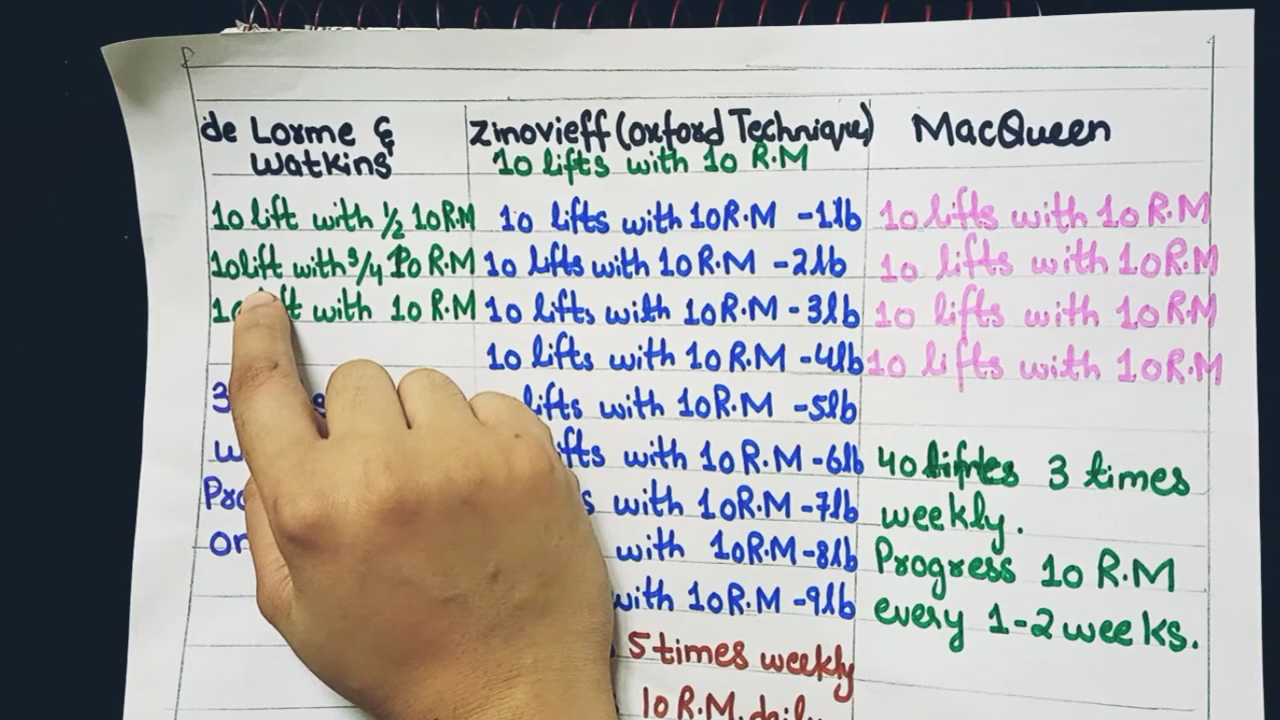 de Lorme &
Watkins
10 lift with 1/2 10 R.M
10 lift with 3/4 10 R.M
with 10 R.M
Zinovieff (Oxford Technique)
10 lifts with 10 R.M
10 lifts with 10 R.M -1lb
10 lifts with 10 R.M -2lb
10 lifts with 10 R.M -3lb
10 lifts with 10 R.M -4lb
lifts with 10 R.M -5lb
with 10 R.M -6lb
with 10 R.M -7lb
with 10 R.M -8lb
with 10 R.M -9lb
5 times weekly
10 R.M. daily
MacQueen
10 lifts with 10 R.M
10 lifts with 10 R.M
10 lifts with 10 R.M
10 lifts with 10 R.M
40 3 times
weekly.
Progress 10 R.M
every 1-2 weeks.